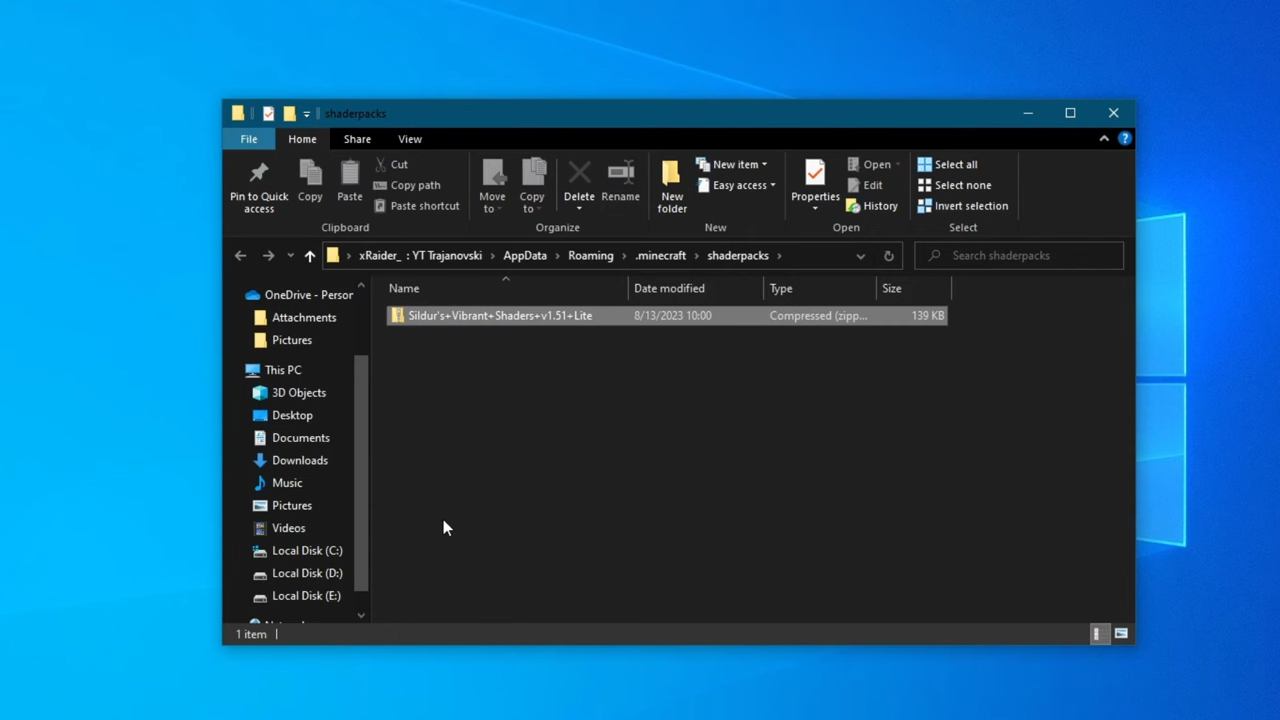 shaderpacks
File Home Share View
Pin to Quick access
Copy
Paste
Cut
Copy path
Paste shortcut
Clipboard
Move to
Copy to
Delete
Rename
Organize
New folder
New item
Easy access
New
Properties
Open
Edit
History
Open
Select all
Select none
Invert selection
Select
xRaider_ : YT Trajanovski > AppData > Roaming > .minecraft > shaderpacks >
Search shaderpacks
Name Date modified Type Size
Sildur's+Vibrant+Shaders+v1.51+Lite 8/13/2023 10:00 Compressed (zipp... 139 KB
OneDrive - Person
Attachments
Pictures
This PC
3D Objects
Desktop
Documents
Downloads
Music
Pictures
Videos
Local Disk (C:)
Local Disk (D:)
Local Disk (E:)
1 item